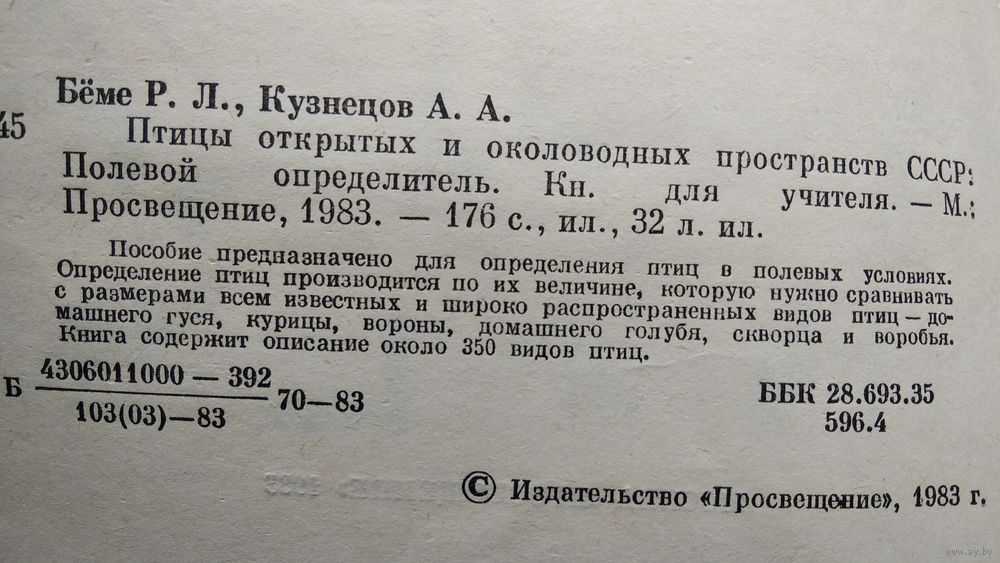 Бёме Р. Л., Кузнецов А. А.
45 Птицы открытых и околоводных пространств СССР:
Полевой определитель. Кн. для учителя. — М.:
Просвещение, 1983. — 176 с., ил., 32 л. ил.
Пособие предназначено для определения птиц в полевых условиях.
Определение птиц производится по их величине, которую нужно сравнивать
с размерами всем известных и широко распространенных видов птиц — до-
машнего гуся, курицы, вороны, домашнего голубя, скворца и воробья.
Книга содержит описание около 350 видов птиц.
Б 4306011000 — 392
103(03)—83
70—83
ББК 28.693.35
596.4
© Издательство «Просвещение», 1983 г.
www.ay.by